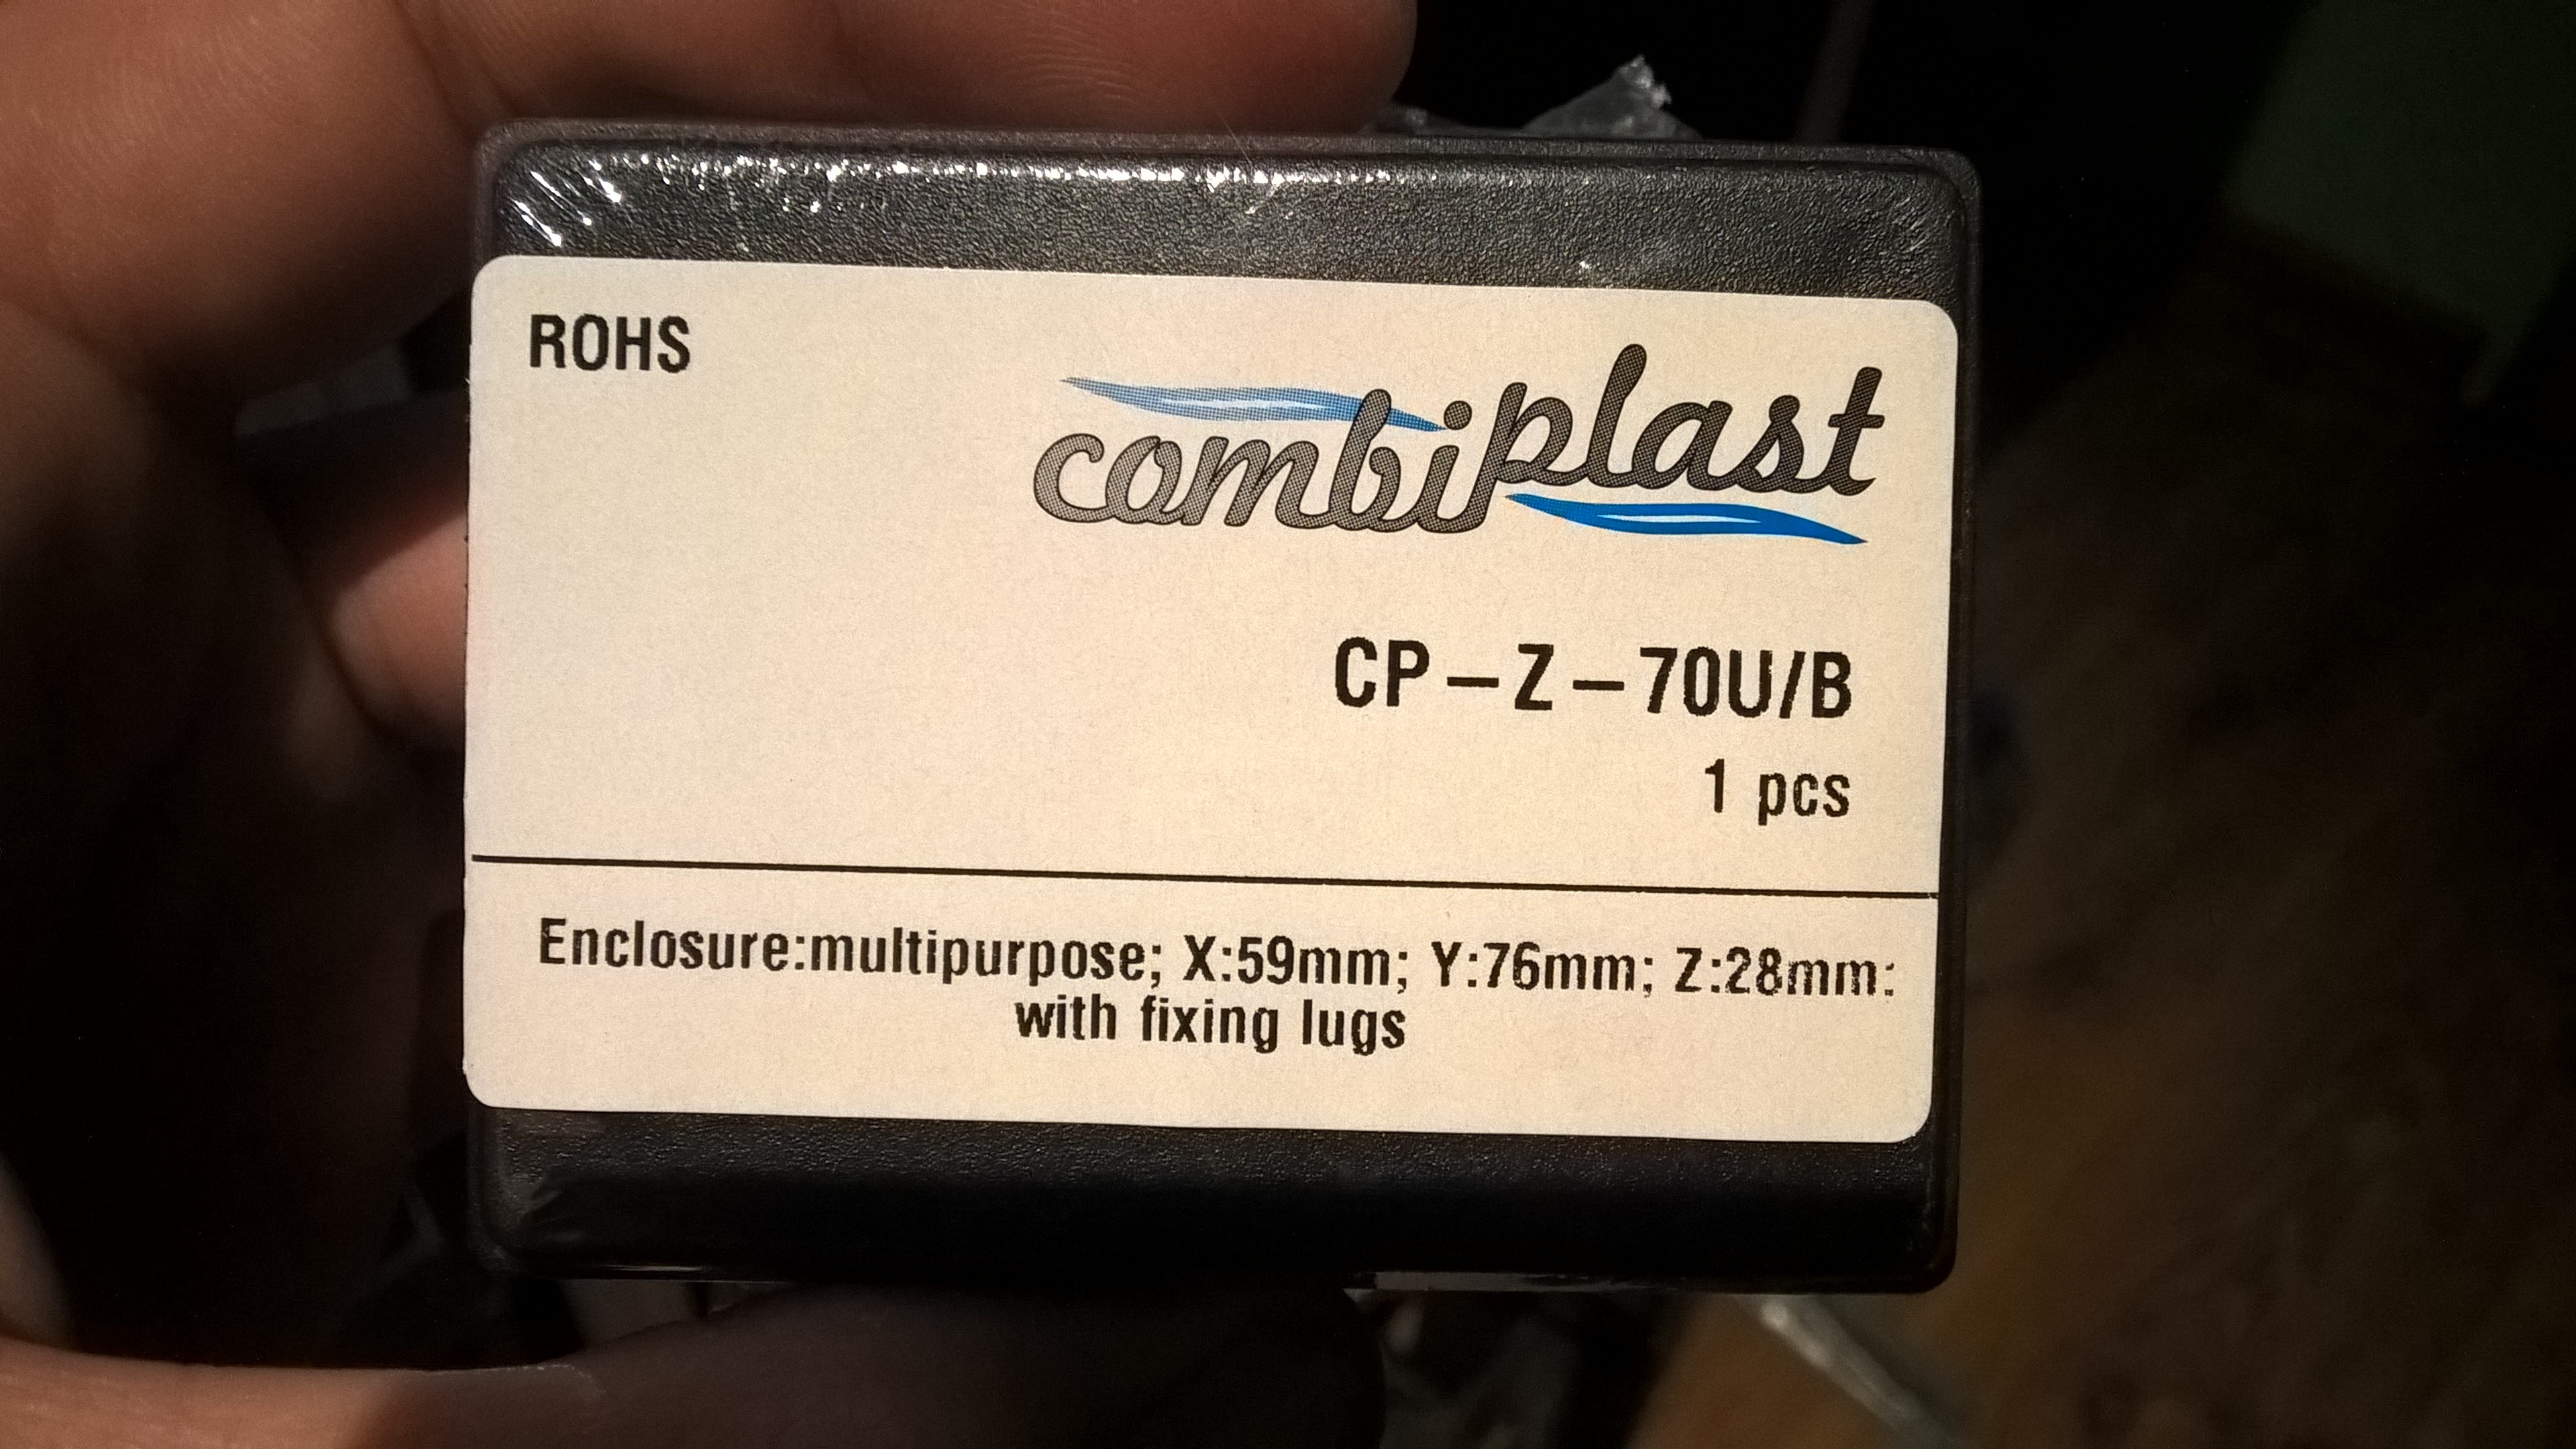 ROHS
combiplast
CP-Z-70U/B
1 pcs
Enclosure:multipurpose; X:59mm; Y:76mm; Z:28mm:
with fixing lugs